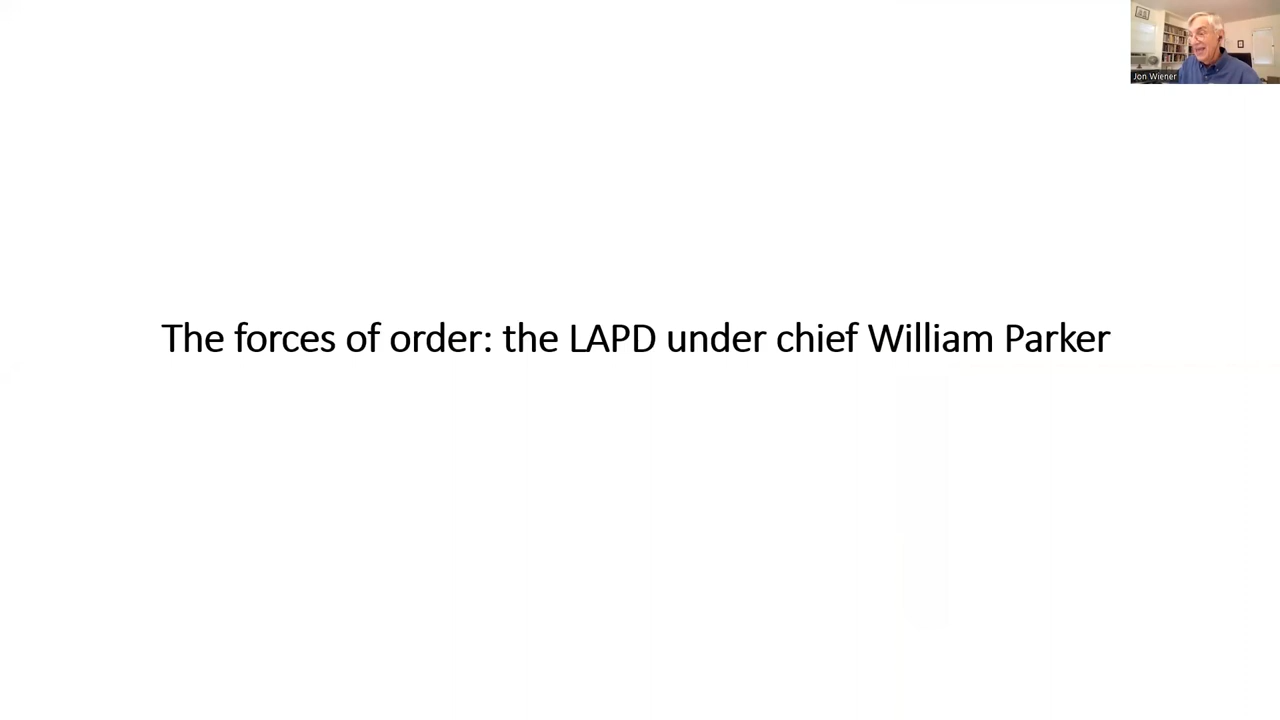 Jon Wiener
The forces of order: the LAPD under chief William Parker